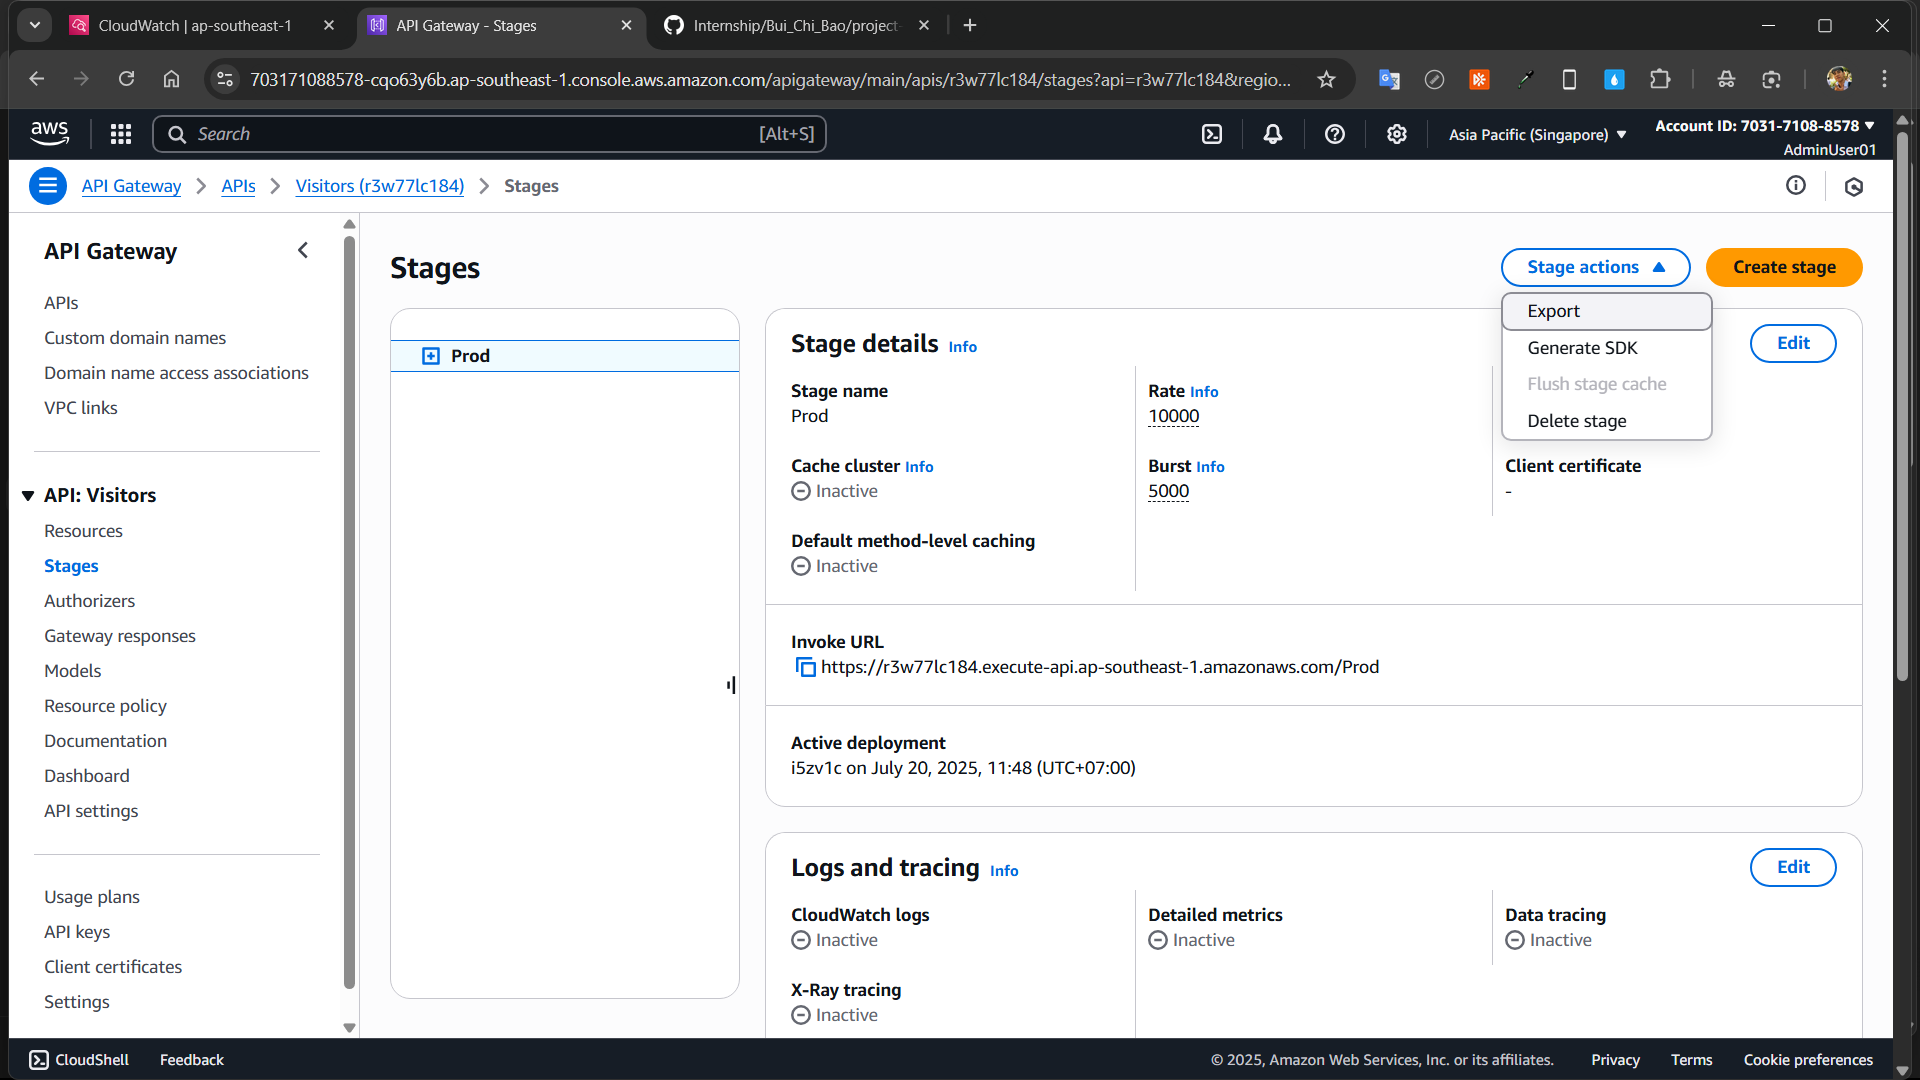 CloudWatch | ap-southeast-1
API Gateway - Stages
Internship/Bui_Chi_Bao/project-
703171088578-cqo63y6b.ap-southeast-1.console.aws.amazon.com/apigateway/main/apis/r3w77lc184/stages?api=r3w77lc184&regio...
aws
Search
[Alt+S]
Asia Pacific (Singapore)
Account ID: 7031-7108-8578
AdminUser01
API Gateway
APIs
Visitors (r3w77lc184)
Stages
API Gateway
APIs
Custom domain names
Domain name access associations
VPC links
API: Visitors
Resources
Stages
Authorizers
Gateway responses
Models
Resource policy
Documentation
Dashboard
API settings
Usage plans
API keys
Client certificates
Settings
Stages
Stage actions
Create stage
Export
Generate SDK
Flush stage cache
Delete stage
Prod
Stage details Info
Edit
Stage name
Prod
Rate Info
10000
Cache cluster Info
Inactive
Burst Info
5000
Client certificate
-
Default method-level caching
Inactive
Invoke URL
https://r3w77lc184.execute-api.ap-southeast-1.amazonaws.com/Prod
Active deployment
i5zv1c on July 20, 2025, 11:48 (UTC+07:00)
Logs and tracing Info
Edit
CloudWatch logs
Inactive
Detailed metrics
Inactive
Data tracing
Inactive
X-Ray tracing
Inactive
CloudShell
Feedback
© 2025, Amazon Web Services, Inc. or its affiliates.
Privacy
Terms
Cookie preferences